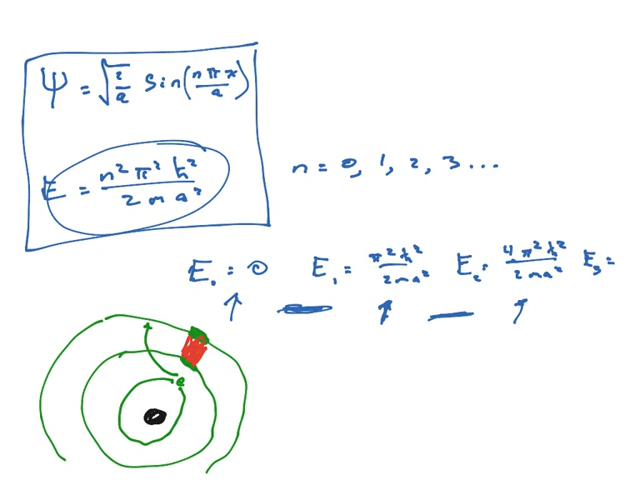 Ψ = √(2/a) Sin(nπx/a)
E = n²π²ħ²/2ma²
n = 0, 1, 2, 3 ...
E₀ = 0 E₁ = π²ħ²/2ma² E₂ = 4π²ħ²/2ma² E₃ =
e